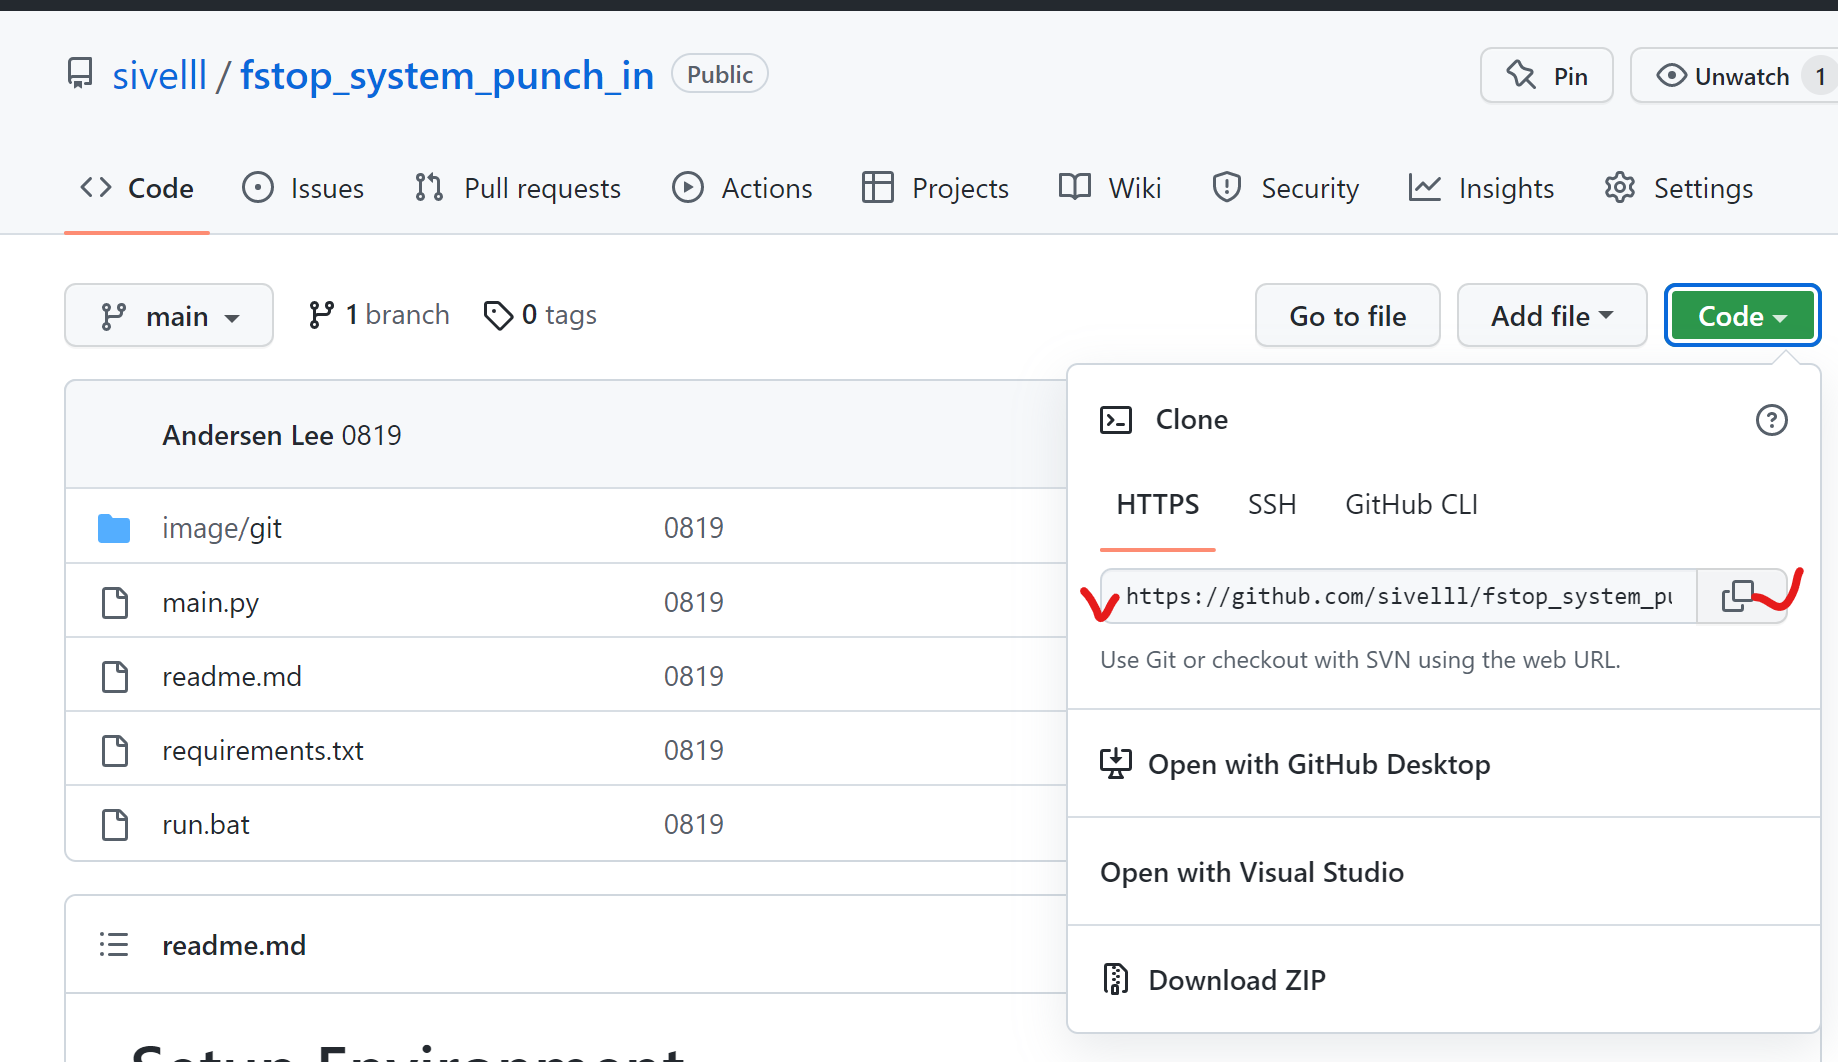 sivelll / fstop_system_punch_in Public Pin Unwatch 1
Code Issues Pull requests Actions Projects Wiki Security Insights Settings
main 1 branch 0 tags Go to file Add file Code
Andersen Lee 0819
image/git 0819
main.py 0819
readme.md 0819
requirements.txt 0819
run.bat 0819
readme.md
Setup Environment
Clone
HTTPS SSH GitHub CLI
https://github.com/sivelll/fstop_system_pu
Use Git or checkout with SVN using the web URL.
Open with GitHub Desktop
Open with Visual Studio
Download ZIP